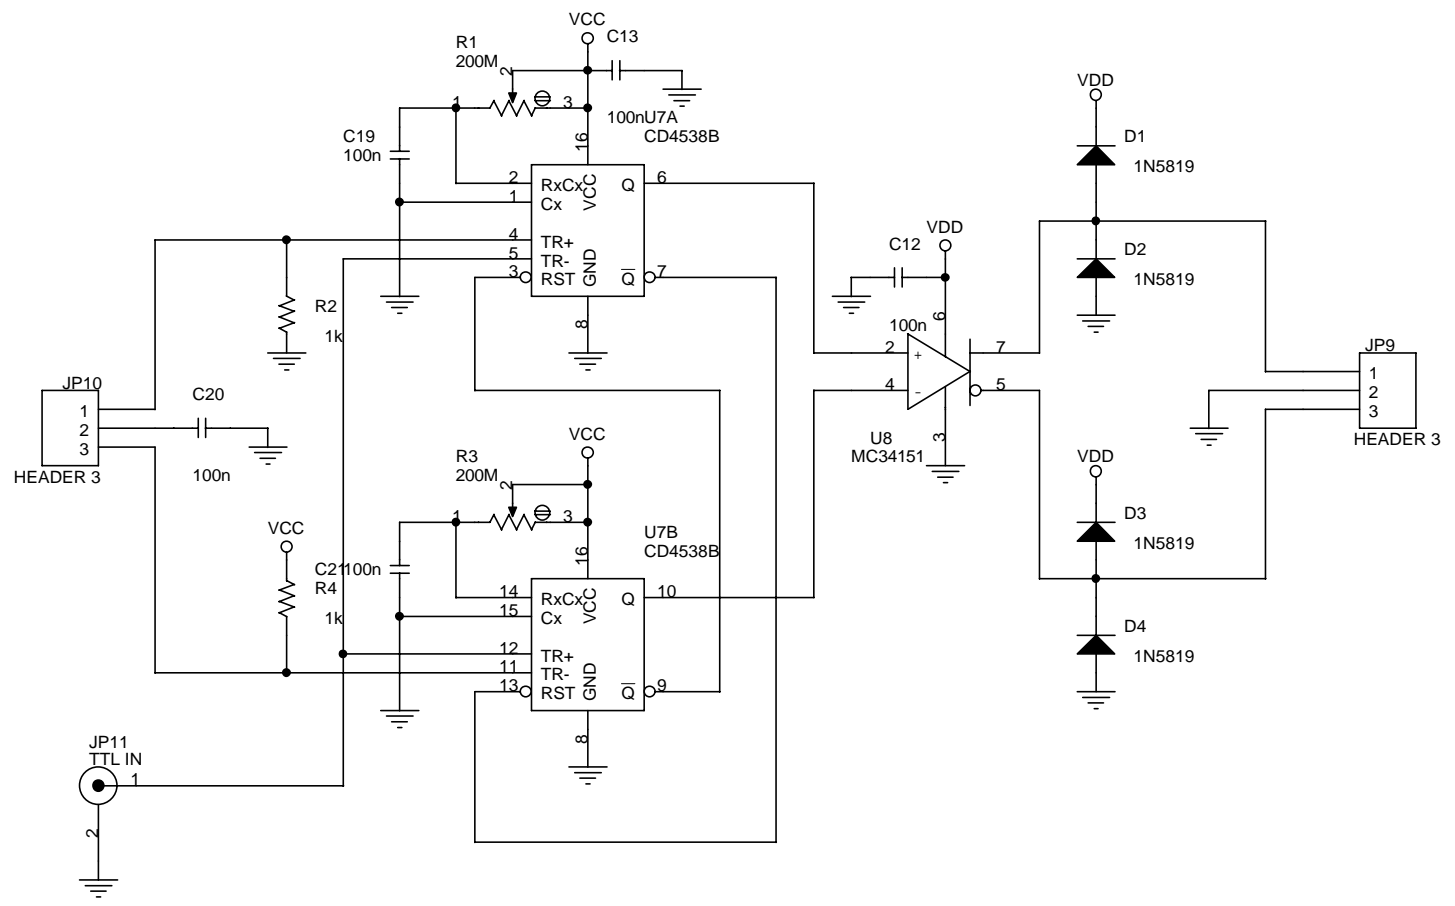 VCC
C13
R1
200M
2
1
3
100n
U7A
CD4538B
C19
100n
16
2
RxCx
VCC
Q
6
1
Cx
4
TR+
5
TR-
3
RST
GND
Q
7
8
R2
1k
VDD
D1
1N5819
D2
1N5819
VDD
C12
100n
6
2
+
7
4
-
5
3
U8
MC34151
JP9
1
2
3
HEADER 3
JP10
1
2
3
HEADER 3
C20
100n
VCC
R3
200M
2
1
3
U7B
CD4538B
16
VCC
C21
100n
R4
1k
14
RxCx
VCC
Q
10
15
Cx
12
TR+
11
TR-
13
RST
GND
Q
9
8
VDD
D3
1N5819
D4
1N5819
JP11
TTL IN
1
2